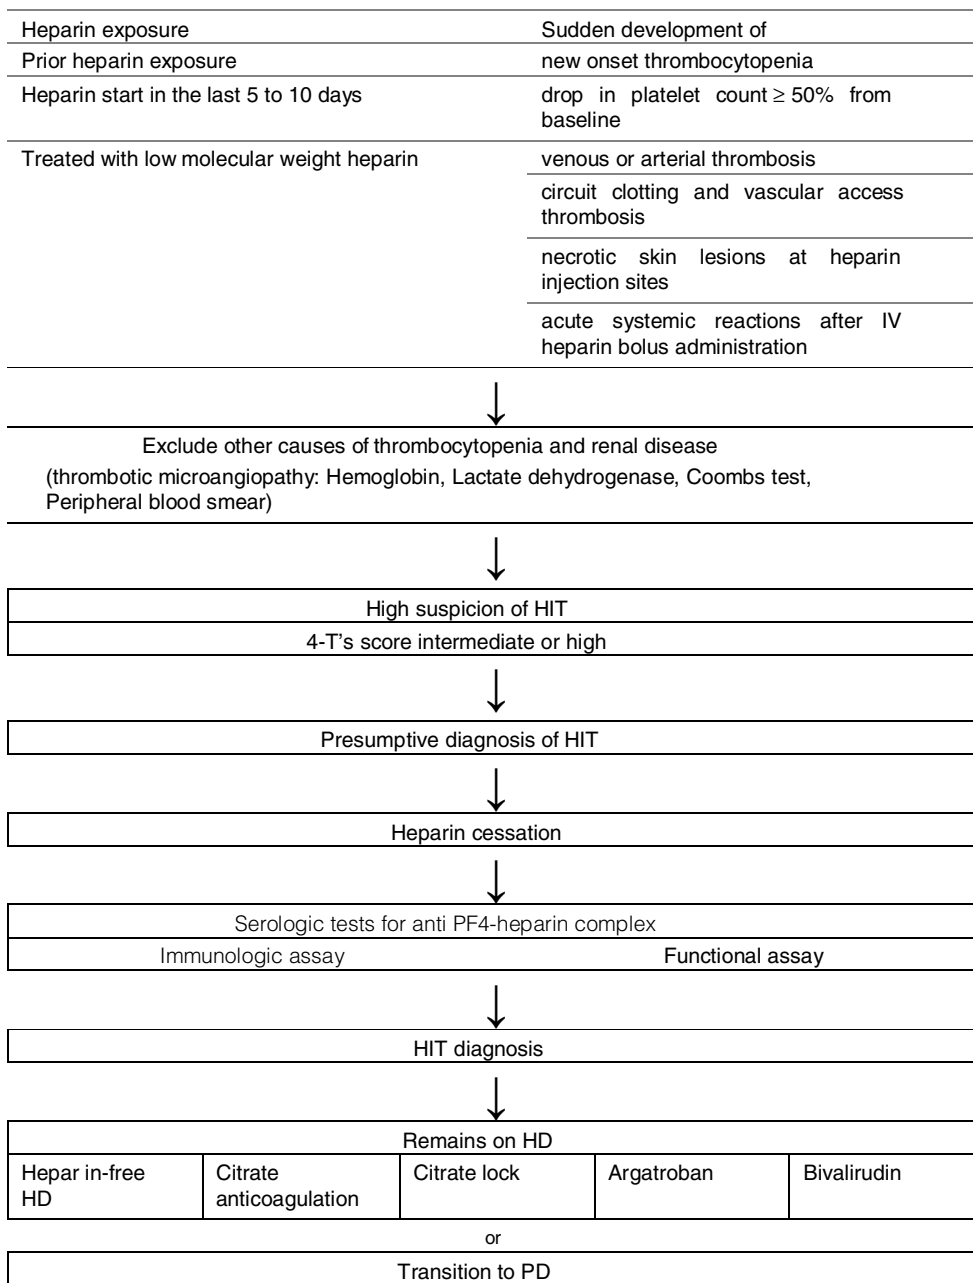 Heparin exposure
Sudden development of
Prior heparin exposure
new onset thrombocytopenia
Heparin start in the last 5 to 10 days
drop in platelet count ≥ 50% from
baseline
Treated with low molecular weight heparin
venous or arterial thrombosis
circuit clotting and vascular access
thrombosis
necrotic skin lesions at heparin
injection sites
acute systemic reactions after IV
heparin bolus administration
Exclude other causes of thrombocytopenia and renal disease
(thrombotic microangiopathy: Hemoglobin, Lactate dehydrogenase, Coombs test,
Peripheral blood smear)
High suspicion of HIT
4-T's score intermediate or high
Presumptive diagnosis of HIT
Heparin cessation
Serologic tests for anti PF4-heparin complex
Immunologic assay
Functional assay
HIT diagnosis
Remains on HD
Hepar in-free
HD
Citrate
anticoagulation
Citrate lock
Argatroban
Bivalirudin
or
Transition to PD